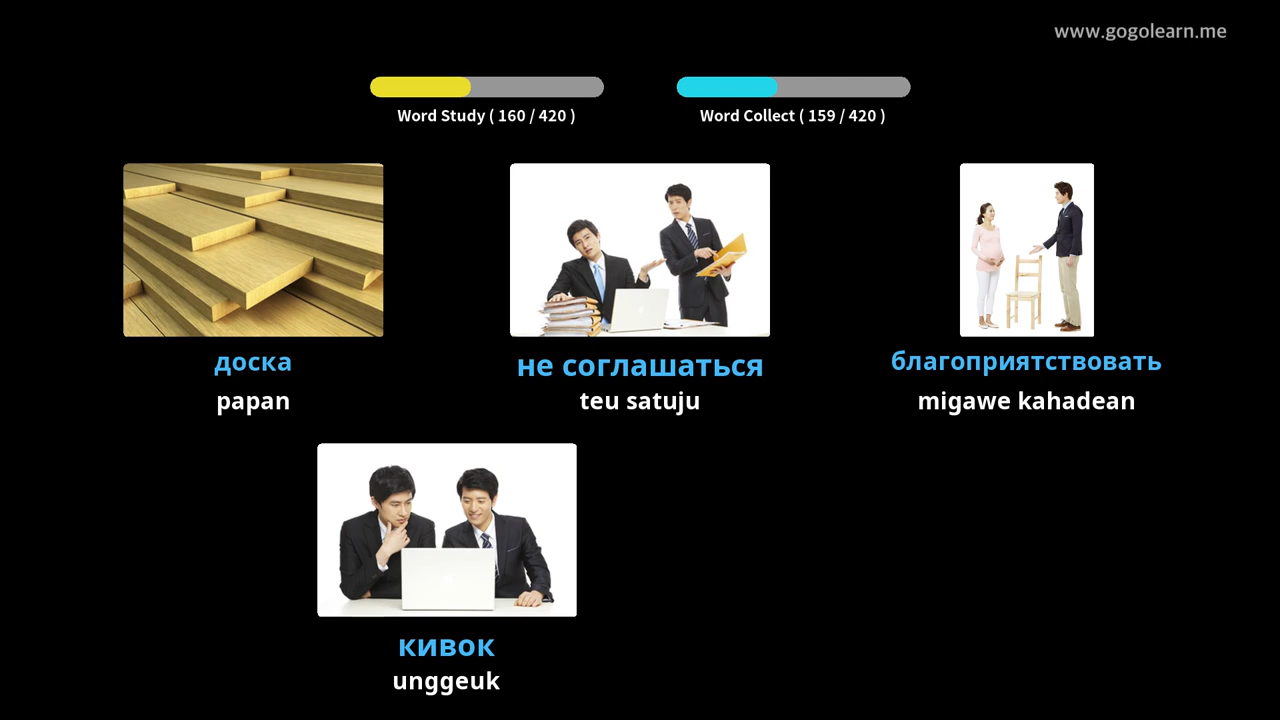 www.gogolearn.me
Word Study ( 160 / 420 )
Word Collect ( 159 / 420 )
доска
не соглашаться
благоприятствовать
papan
teu satuju
migawe kahadean
кивок
unggeuk